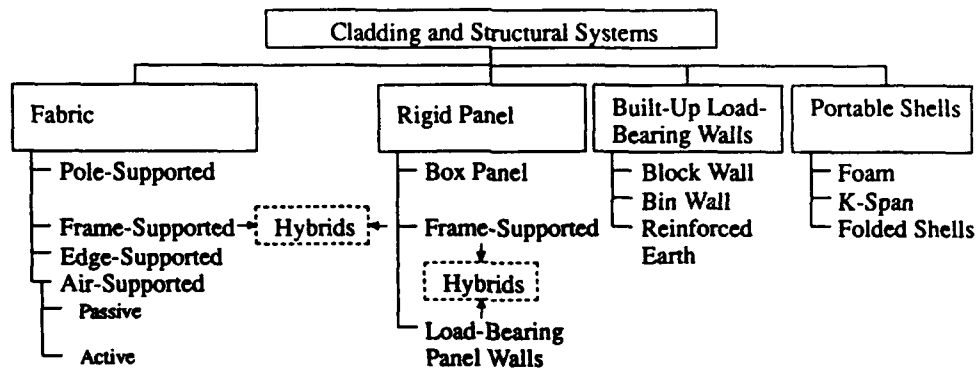 Cladding and Structural Systems
Fabric
Pole-Supported
Frame-Supported
Edge-Supported
Air-Supported
Passive
Active
Hybrids
Rigid Panel
Box Panel
Frame-Supported
Hybrids
Load-Bearing
Panel Walls
Built-Up Load-
Bearing Walls
Block Wall
Bin Wall
Reinforced
Earth
Portable Shells
Foam
K-Span
Folded Shells